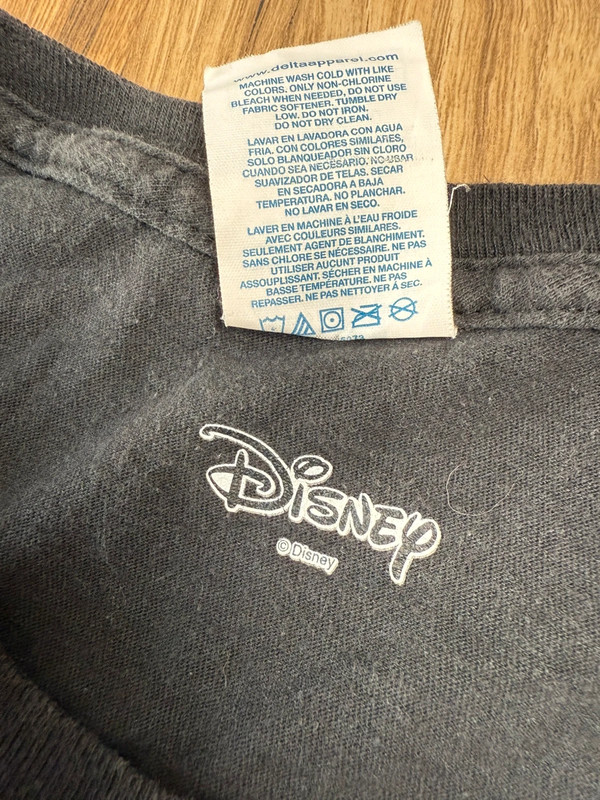 www.deltaapparel.com
MACHINE WASH COLD WITH LIKE
COLORS. ONLY NON-CHLORINE
BLEACH WHEN NEEDED, DO NOT USE
FABRIC SOFTENER. TUMBLE DRY
LOW. DO NOT IRON.
DO NOT DRY CLEAN.
LAVAR EN LAVADORA CON AGUA
FRIA. CON COLORES SIMILARES,
SOLO BLANQUEADOR SIN CLORO
CUANDO SEA NECESÁRIO. NO USAR
SUAVIZADOR DE TELAS. SECAR
EN SECADORA A BAJA
TEMPERATURA. NO PLANCHAR.
NO LAVAR EN SECO.
LAVER EN MACHINE À L'EAU FROIDE
AVEC COULEURS SIMILARES.
SEULEMENT AGENT DE BLANCHIMENT.
SANS CHLORE SE NÉCESSAIRE. NE PAS
UTILISER AUCUNT PRODUIT
ASSOUPLISSANT. SÉCHER EN MACHINE À
BASSE TEMPÉRATURE. NE PAS
REPASSER. NE PAS NETTOYER Á SEC.
Disney
©Disney